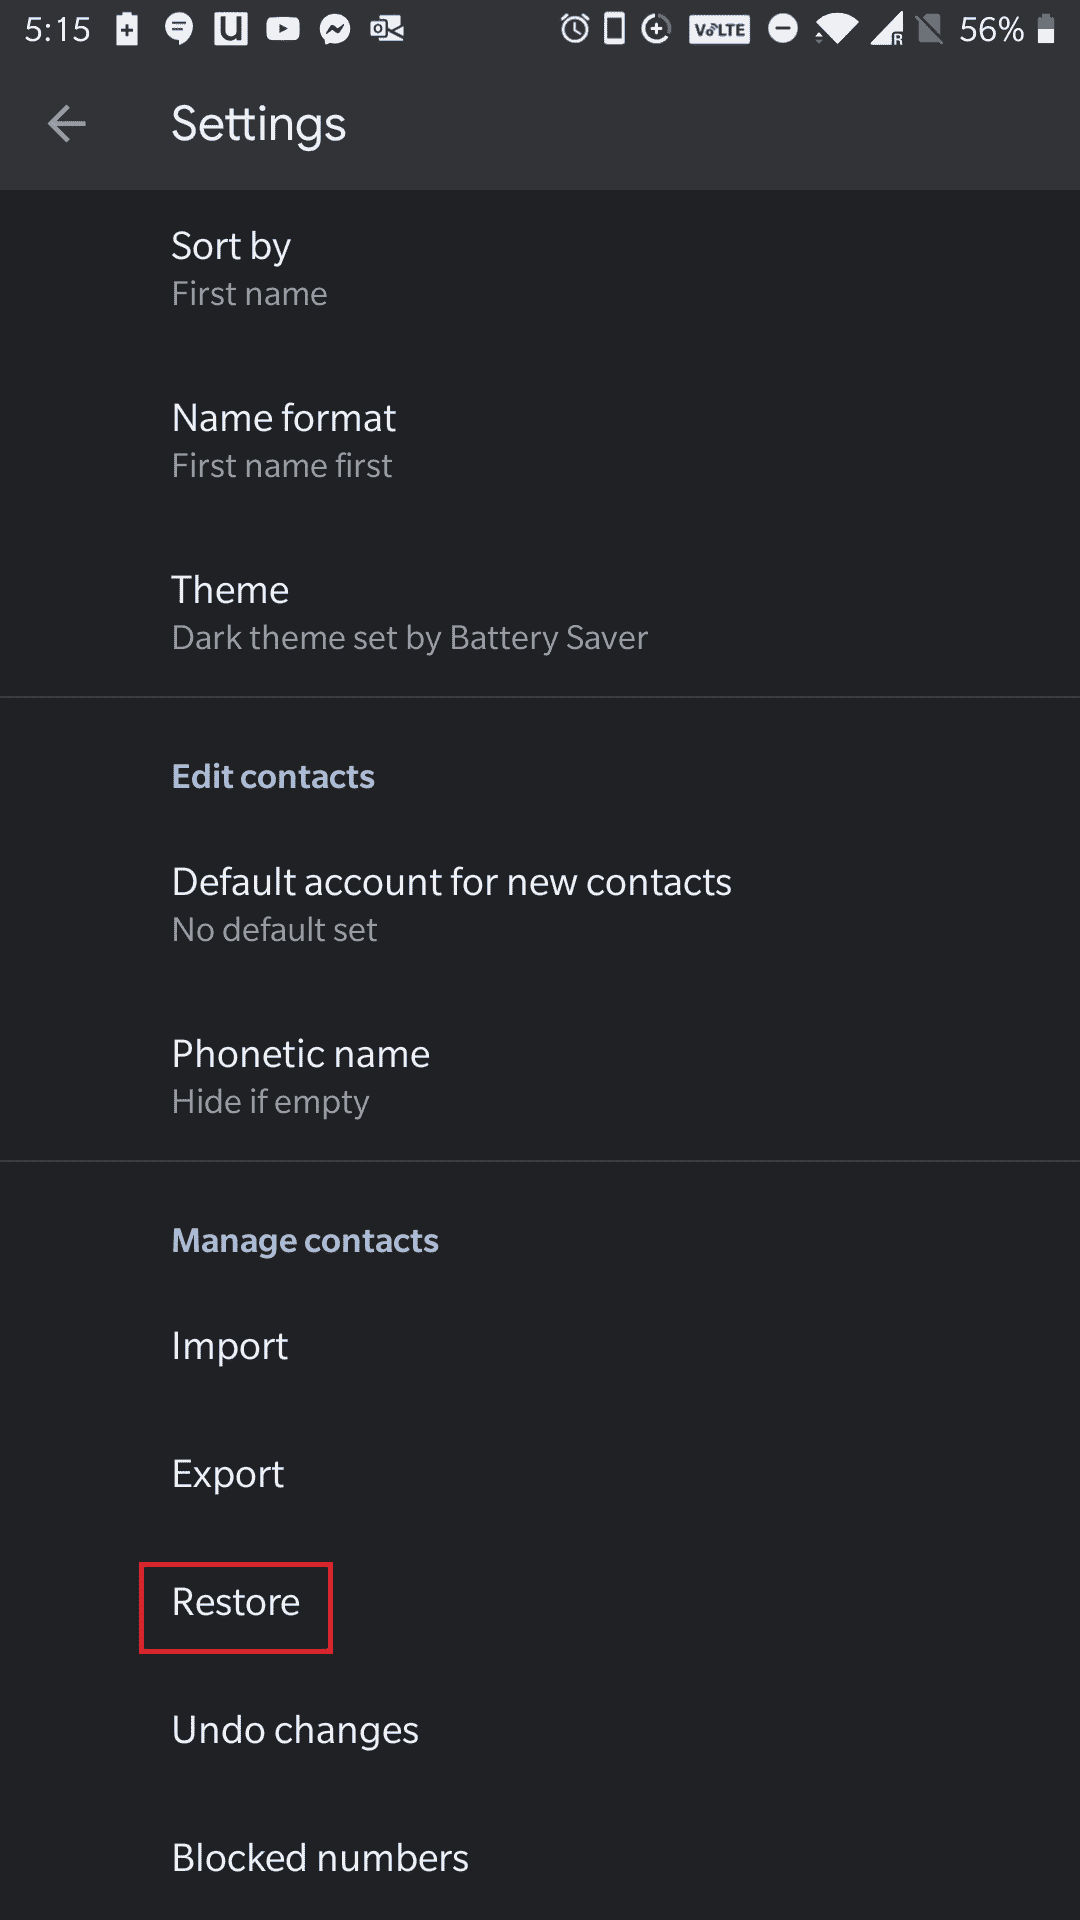 5:15 VoLTE R 56%
Settings
Sort by
First name
Name format
First name first
Theme
Dark theme set by Battery Saver
Edit contacts
Default account for new contacts
No default set
Phonetic name
Hide if empty
Manage contacts
Import
Export
Restore
Undo changes
Blocked numbers